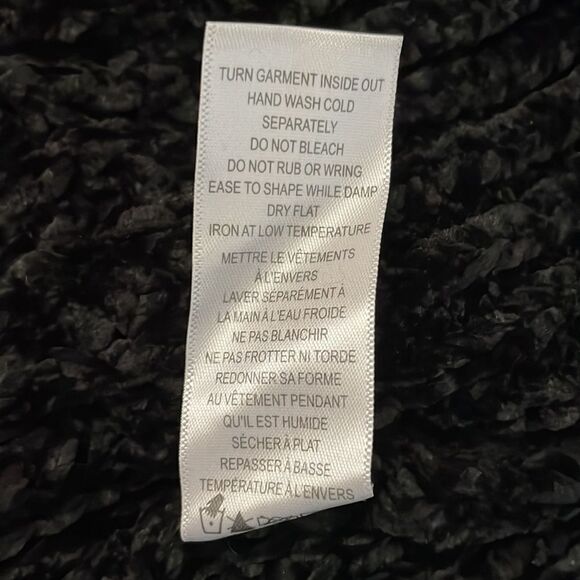 TURN GARMENT INSIDE OUT
HAND WASH COLD
SEPARATELY
DO NOT BLEACH
DO NOT RUB OR WRING
EASE TO SHAPE WHILE DAMP
DRY FLAT
IRON AT LOW TEMPERATURE
METTRE LE VÊTEMENTS
À L'ENVERS
LAVER SÉPARÉMENT À
LA MAIN À L'EAU FROIDE
NE PAS BLANCHIR
NE PAS FROTTER NI TORDE
REDONNER SA FORME
AU VÊTEMENT PENDANT
QU'IL EST HUMIDE
SÈCHER À PLAT
REPASSER À BASSE
TEMPÉRATURE À L'ENVERS